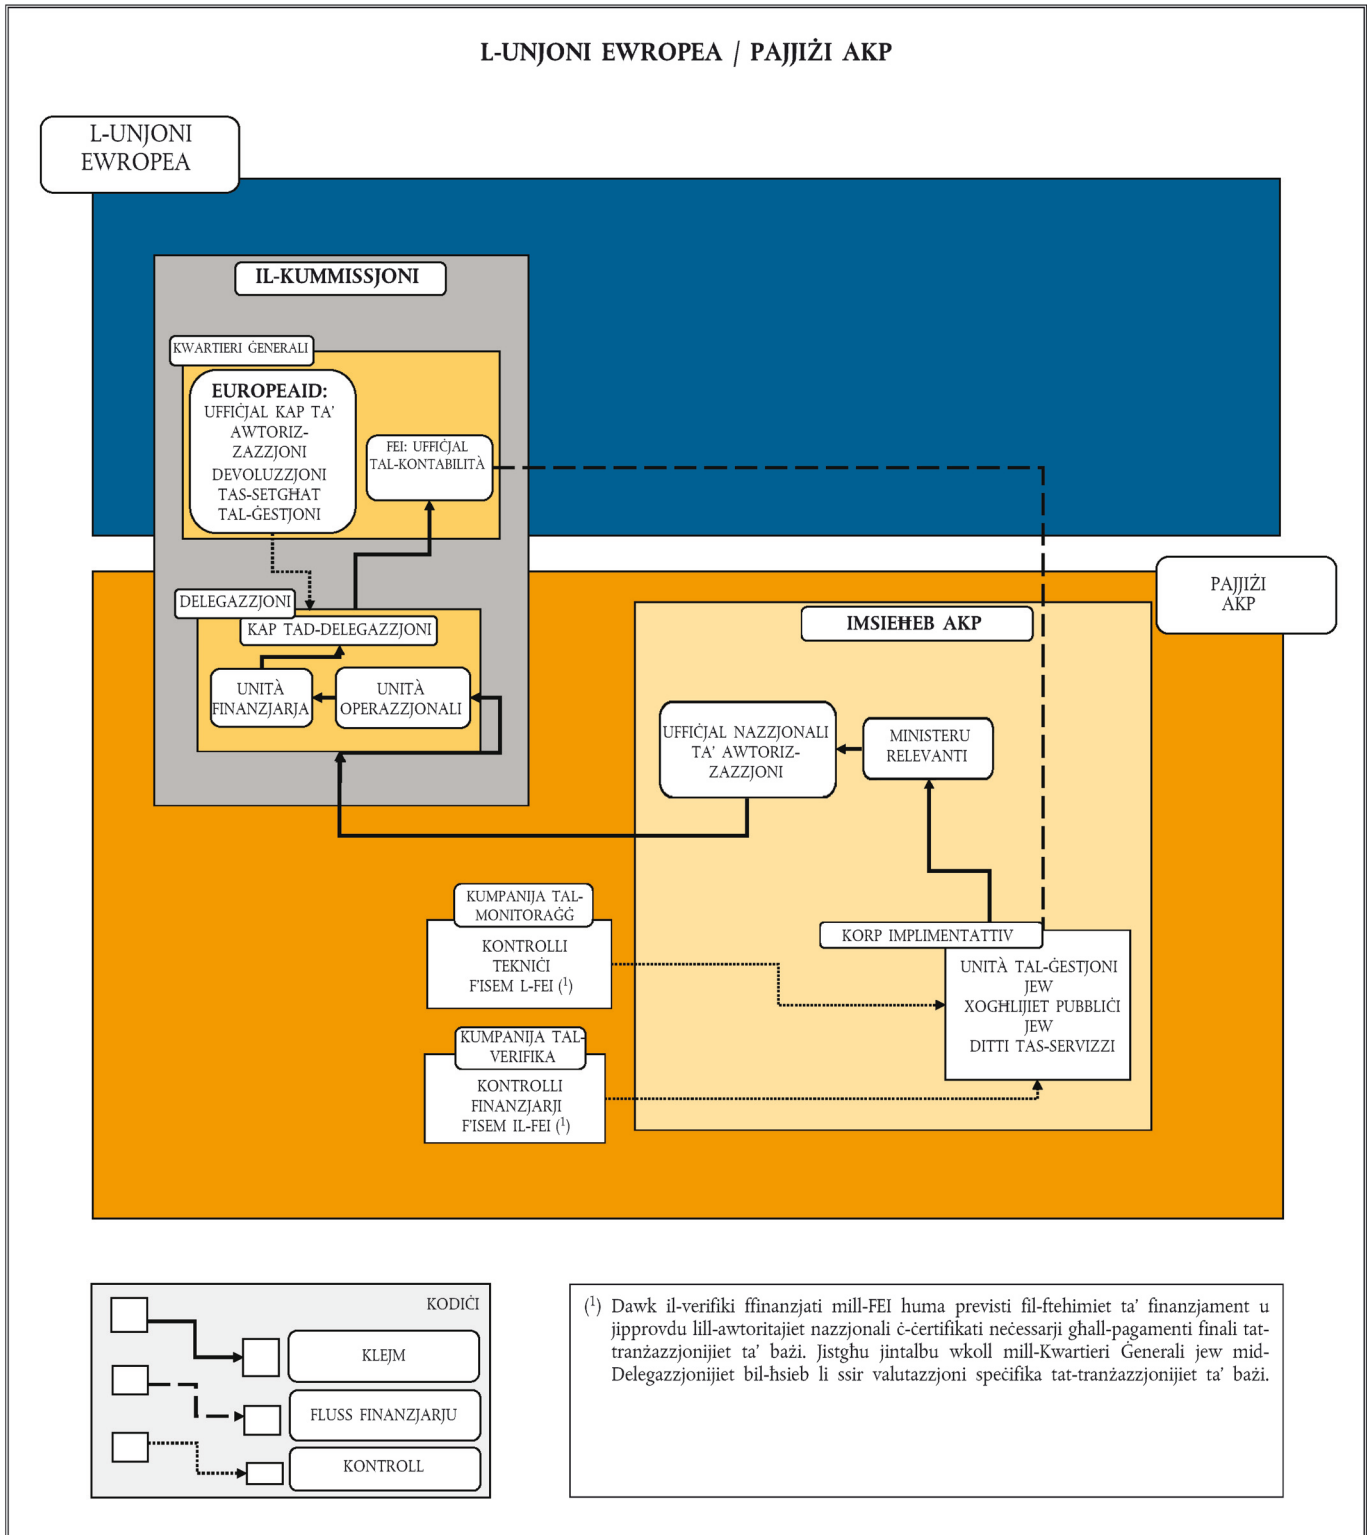 L-UNJONI EWROPEA / PAJJIŻI AKP
L-UNJONI
EWROPEA
IL-KUMMISSJONI
KWARTIERI ĠENERALI
EUROPEAID:
UFFIĊJAL KAP TA'
AWTORIZ-
ZAZZJONI
DEVOLUZZJONI
TAS-SETGĦAT
TAL-ĠESTJONI
FEI: UFFIĊJAL
TAL-KONTABILITÀ
PAJJIŻI
AKP
DELEGAZZJONI
KAP TAD-DELEGAZZJONI
UNITÀ
FINANZJARJA
UNITÀ
OPERAZZJONALI
IMSIEĦEB AKP
UFFIĊJAL NAZZJONALI
TA' AWTORIZ-
ZAZZJONI
MINISTERU
RELEVANTI
KUMPANIJA TAL-
MONITORAĠĠ
KONTROLLI
TEKNIĊI
F'ISEM L-FEI (¹)
KORP IMPLIMENTATTIV
UNITÀ TAL-ĠESTJONI
JEW
XOGĦLIJIET PUBBLIĊI
JEW
DITTI TAS-SERVIZZI
KUMPANIJA TAL-
VERIFIKA
KONTROLLI
FINANZJARJI
F'ISEM IL-FEI (¹)
KODIĊI
KLEJM
FLUSS FINANZJARJU
KONTROLL
(¹) Dawk il-verifiki ffinanzjati mill-FEI huma previsti fil-ftehimiet ta' finanzjament u
jipprovdu lill-awtoritajiet nazzjonali ċ-ċertifikati neċessarji għall-pagamenti finali tat-
tranżazzjonijiet ta' bażi. Jistgħu jintalbu wkoll mill-Kwartieri Ġenerali jew mid-
Delegazzjonijiet bil-ħsieb li ssir valutazzjoni speċifika tat-tranżazzjonijiet ta' bażi.